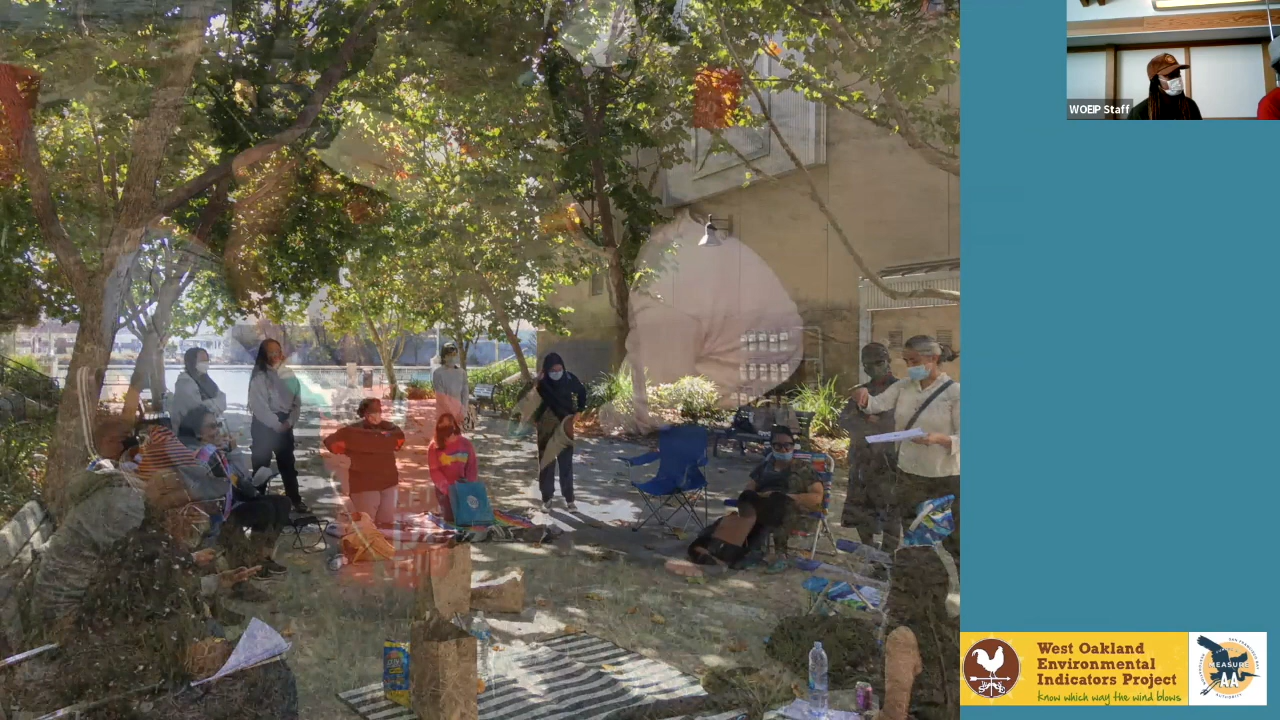 WOEIP Staff
West Oakland
Environmental
Indicators Project
Know which way the wind blows
MEASURE
AA